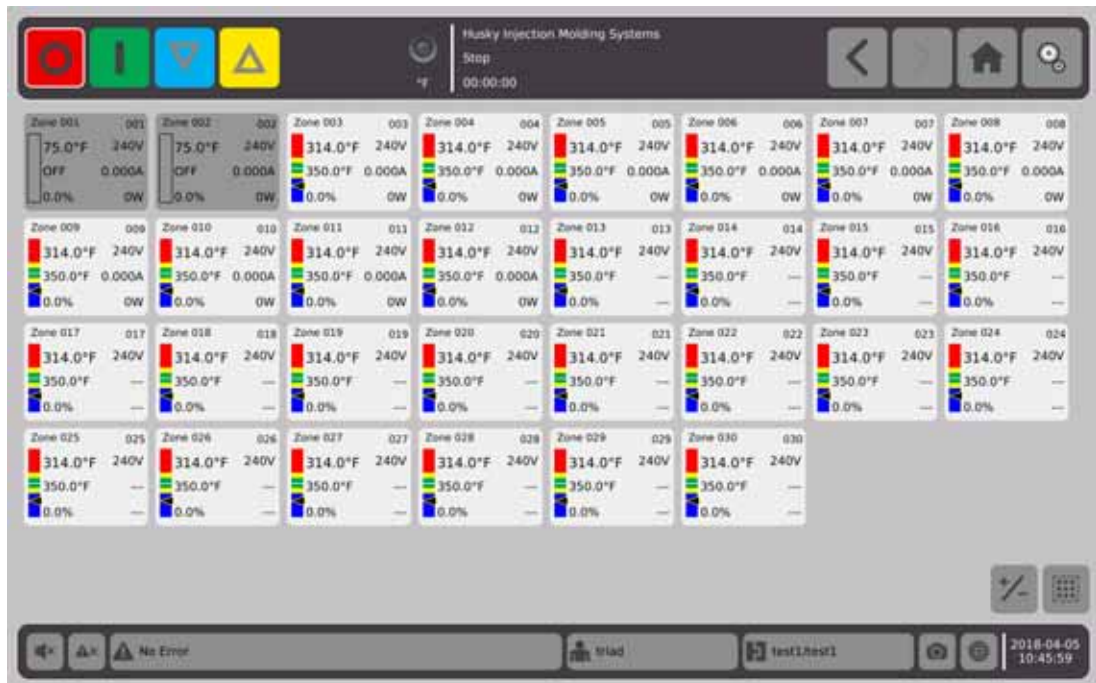 Husky Injection Molding Systems
Stop
°F 00:00:00
Zone 001 001 Zone 002 002 Zone 003 003 Zone 004 004 Zone 005 005 Zone 006 006 Zone 007 007 Zone 008 008
75.0°F 240V 75.0°F 240V 314.0°F 240V 314.0°F 240V 314.0°F 240V 314.0°F 240V 314.0°F 240V 314.0°F 240V
OFF 0.000A OFF 0.000A 350.0°F 0.000A 350.0°F 0.000A 350.0°F 0.000A 350.0°F 0.000A 350.0°F 0.000A 350.0°F 0.000A
0.0% 0W 0.0% 0W 0.0% 0W 0.0% 0W 0.0% 0W 0.0% 0W 0.0% 0W 0.0% 0W
Zone 009 009 Zone 010 010 Zone 011 011 Zone 012 012 Zone 013 013 Zone 014 014 Zone 015 015 Zone 016 016
314.0°F 240V 314.0°F 240V 314.0°F 240V 314.0°F 240V 314.0°F 240V 314.0°F 240V 314.0°F 240V 314.0°F 240V
350.0°F 0.000A 350.0°F 0.000A 350.0°F 0.000A 350.0°F 0.000A 350.0°F --- 350.0°F --- 350.0°F --- 350.0°F ---
0.0% 0W 0.0% 0W 0.0% 0W 0.0% 0W 0.0% --- 0.0% --- 0.0% --- 0.0% ---
Zone 017 017 Zone 018 018 Zone 019 019 Zone 020 020 Zone 021 021 Zone 022 022 Zone 023 023 Zone 024 024
314.0°F 240V 314.0°F 240V 314.0°F 240V 314.0°F 240V 314.0°F 240V 314.0°F 240V 314.0°F 240V 314.0°F 240V
350.0°F --- 350.0°F --- 350.0°F --- 350.0°F --- 350.0°F --- 350.0°F --- 350.0°F --- 350.0°F ---
0.0% --- 0.0% --- 0.0% --- 0.0% --- 0.0% --- 0.0% --- 0.0% --- 0.0% ---
Zone 025 025 Zone 026 026 Zone 027 027 Zone 028 028 Zone 029 029 Zone 030 030
314.0°F 240V 314.0°F 240V 314.0°F 240V 314.0°F 240V 314.0°F 240V 314.0°F 240V
350.0°F --- 350.0°F --- 350.0°F --- 350.0°F --- 350.0°F --- 350.0°F ---
0.0% --- 0.0% --- 0.0% --- 0.0% --- 0.0% --- 0.0% ---
+/-
No Error triad test1/test1 2018-04-05
10:45:59